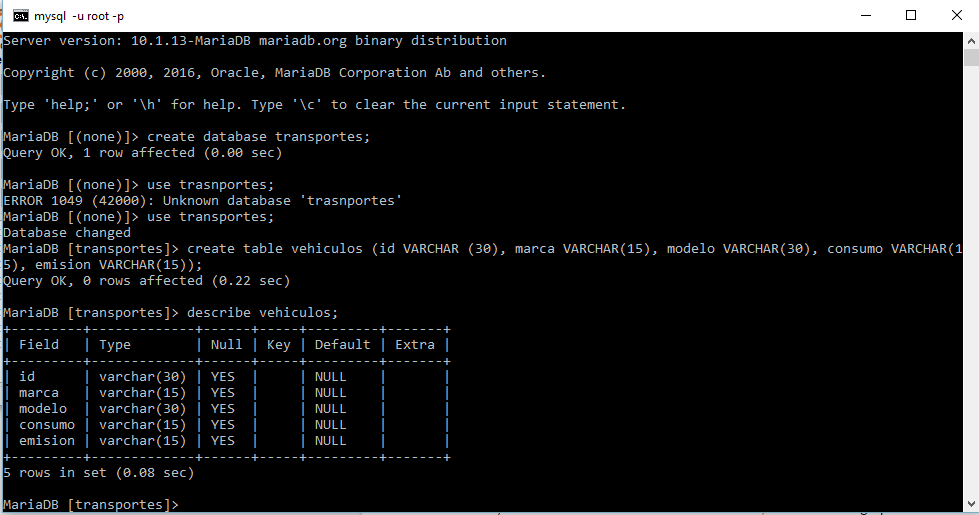 mysql -u root -p
Server version: 10.1.13-MariaDB mariadb.org binary distribution
Copyright (c) 2000, 2016, Oracle, MariaDB Corporation Ab and others.
Type 'help;' or '\h' for help. Type '\c' to clear the current input statement.
MariaDB [(none)]> create database transportes;
Query OK, 1 row affected (0.00 sec)
MariaDB [(none)]> use trasnportes;
ERROR 1049 (42000): Unknown database 'trasnportes'
MariaDB [(none)]> use transportes;
Database changed
MariaDB [transportes]> create table vehiculos (id VARCHAR (30), marca VARCHAR(15), modelo VARCHAR(30), consumo VARCHAR(1
5), emision VARCHAR(15));
Query OK, 0 rows affected (0.22 sec)
MariaDB [transportes]> describe vehiculos;
+---------+-------------+------+-----+---------+-------+
| Field   | Type        | Null | Key | Default | Extra |
+---------+-------------+------+-----+---------+-------+
| id      | varchar(30) | YES  |     | NULL    |       |
| marca   | varchar(15) | YES  |     | NULL    |       |
| modelo  | varchar(30) | YES  |     | NULL    |       |
| consumo | varchar(15) | YES  |     | NULL    |       |
| emision | varchar(15) | YES  |     | NULL    |       |
+---------+-------------+------+-----+---------+-------+
5 rows in set (0.08 sec)
MariaDB [transportes]>